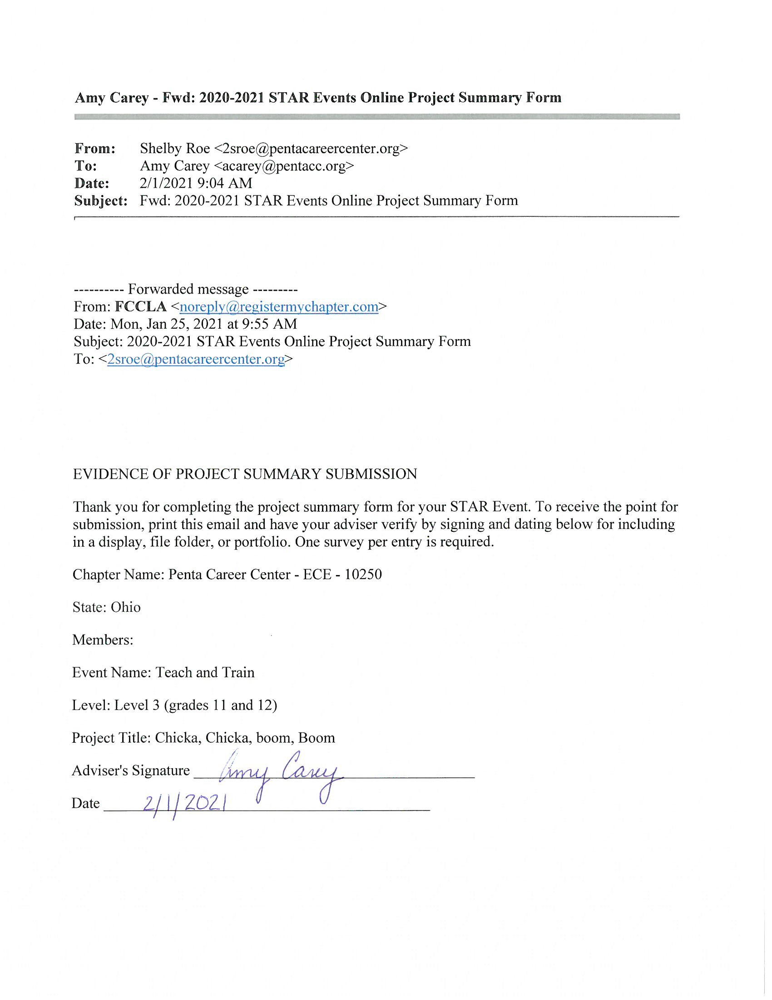 Amy Carey - Fwd: 2020-2021 STAR Events Online Project Summary Form
From: Shelby Roe <2sroe@pentacareercenter.org>
To: Amy Carey <acarey@pentacc.org>
Date: 2/1/2021 9:04 AM
Subject: Fwd: 2020-2021 STAR Events Online Project Summary Form
---------- Forwarded message ---------
From: FCCLA <noreply@registermychapter.com>
Date: Mon, Jan 25, 2021 at 9:55 AM
Subject: 2020-2021 STAR Events Online Project Summary Form
To: <2sroe@pentacareercenter.org>
EVIDENCE OF PROJECT SUMMARY SUBMISSION
Thank you for completing the project summary form for your STAR Event. To receive the point for
submission, print this email and have your adviser verify by signing and dating below for including
in a display, file folder, or portfolio. One survey per entry is required.
Chapter Name: Penta Career Center - ECE - 10250
State: Ohio
Members:
Event Name: Teach and Train
Level: Level 3 (grades 11 and 12)
Project Title: Chicka, Chicka, boom, Boom
Adviser's Signature Amy Carey
Date 2/1/2021